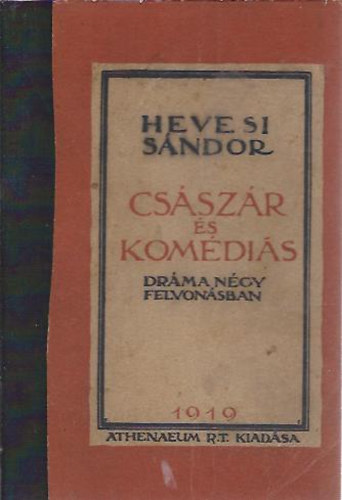 HEVESI
SÁNDOR
CSÁSZÁR
ÉS
KOMÉDIÁS
DRÁMA NÉGY
FELVONÁSBAN
1919
ATHENAEUM R.T. KIADÁSA